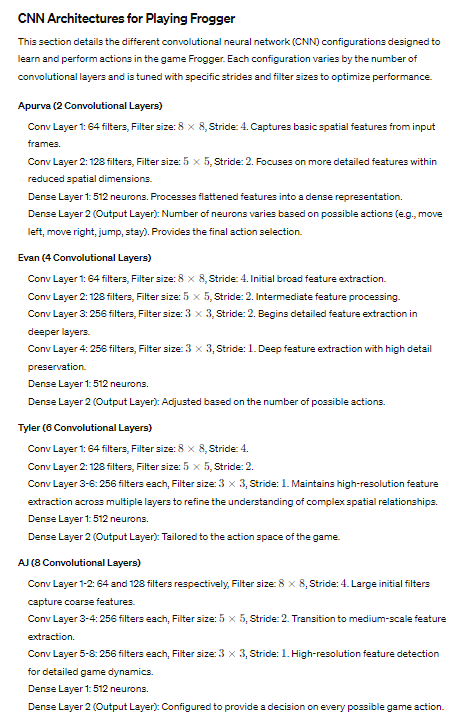 CNN Architectures for Playing Frogger
This section details the different convolutional neural network (CNN) configurations designed to
learn and perform actions in the game Frogger. Each configuration varies by the number of
convolutional layers and is tuned with specific strides and filter sizes to optimize performance.
Apurva (2 Convolutional Layers)
Conv Layer 1: 64 filters, Filter size: 8 × 8, Stride: 4. Captures basic spatial features from input
frames.
Conv Layer 2: 128 filters, Filter size: 5 × 5, Stride: 2. Focuses on more detailed features within
reduced spatial dimensions.
Dense Layer 1: 512 neurons. Processes flattened features into a dense representation.
Dense Layer 2 (Output Layer): Number of neurons varies based on possible actions (e.g., move
left, move right, jump, stay). Provides the final action selection.
Evan (4 Convolutional Layers)
Conv Layer 1: 64 filters, Filter size: 8 × 8, Stride: 4. Initial broad feature extraction.
Conv Layer 2: 128 filters, Filter size: 5 × 5, Stride: 2. Intermediate feature processing.
Conv Layer 3: 256 filters, Filter size: 3 × 3, Stride: 2. Begins detailed feature extraction in
deeper layers.
Conv Layer 4: 256 filters, Filter size: 3 × 3, Stride: 1. Deep feature extraction with high detail
preservation.
Dense Layer 1: 512 neurons.
Dense Layer 2 (Output Layer): Adjusted based on the number of possible actions.
Tyler (6 Convolutional Layers)
Conv Layer 1: 64 filters, Filter size: 8 × 8, Stride: 4.
Conv Layer 2: 128 filters, Filter size: 5 × 5, Stride: 2.
Conv Layer 3-6: 256 filters each, Filter size: 3 × 3, Stride: 1. Maintains high-resolution feature
extraction across multiple layers to refine the understanding of complex spatial relationships.
Dense Layer 1: 512 neurons.
Dense Layer 2 (Output Layer): Tailored to the action space of the game.
AJ (8 Convolutional Layers)
Conv Layer 1-2: 64 and 128 filters respectively, Filter size: 8 × 8, Stride: 4. Large initial filters
capture coarse features.
Conv Layer 3-4: 256 filters each, Filter size: 5 × 5, Stride: 2. Transition to medium-scale feature
extraction.
Conv Layer 5-8: 256 filters each, Filter size: 3 × 3, Stride: 1. High-resolution feature detection
for detailed game dynamics.
Dense Layer 1: 512 neurons.
Dense Layer 2 (Output Layer): Configured to provide a decision on every possible game action.